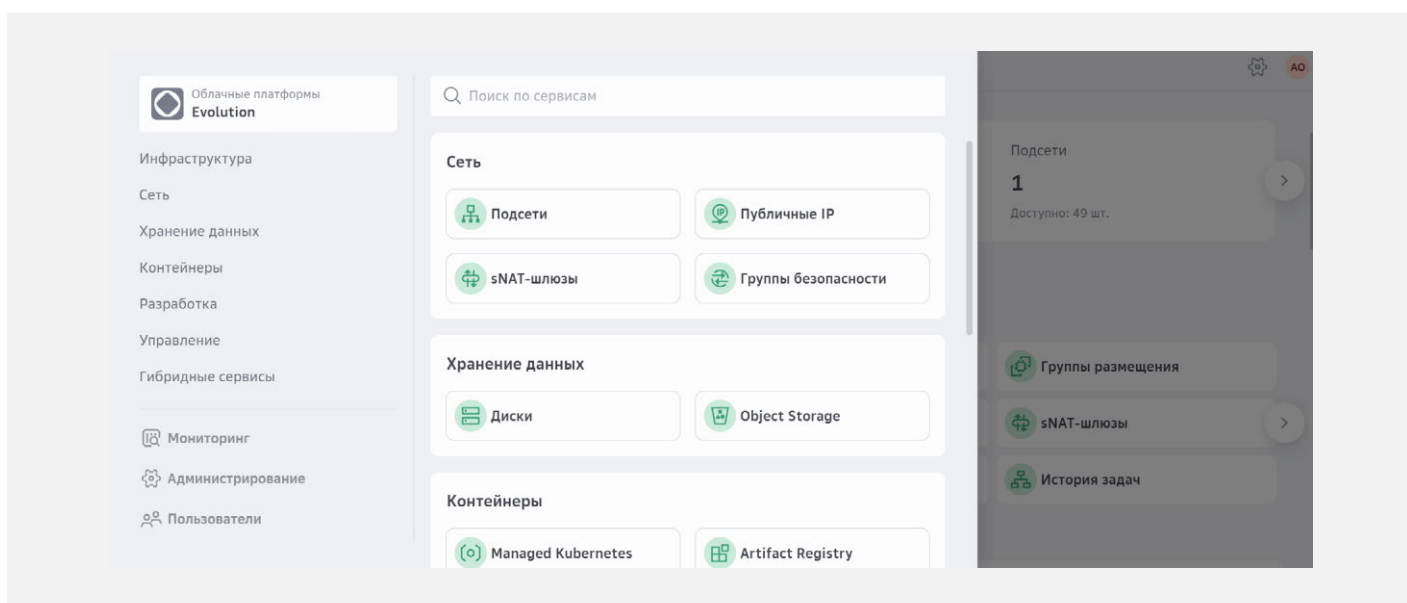 Облачные платформы
Evolution
Инфраструктура
Сеть
Хранение данных
Контейнеры
Разработка
Управление
Гибридные сервисы
Мониторинг
Администрирование
Пользователи
Поиск по сервисам
Сеть
Подсети
Публичные IP
sNAT-шлюзы
Группы безопасности
Хранение данных
Диски
Object Storage
Контейнеры
Managed Kubernetes
Artifact Registry
АО
Подсети
1
Доступно: 49 шт.
Группы размещения
sNAT-шлюзы
История задач